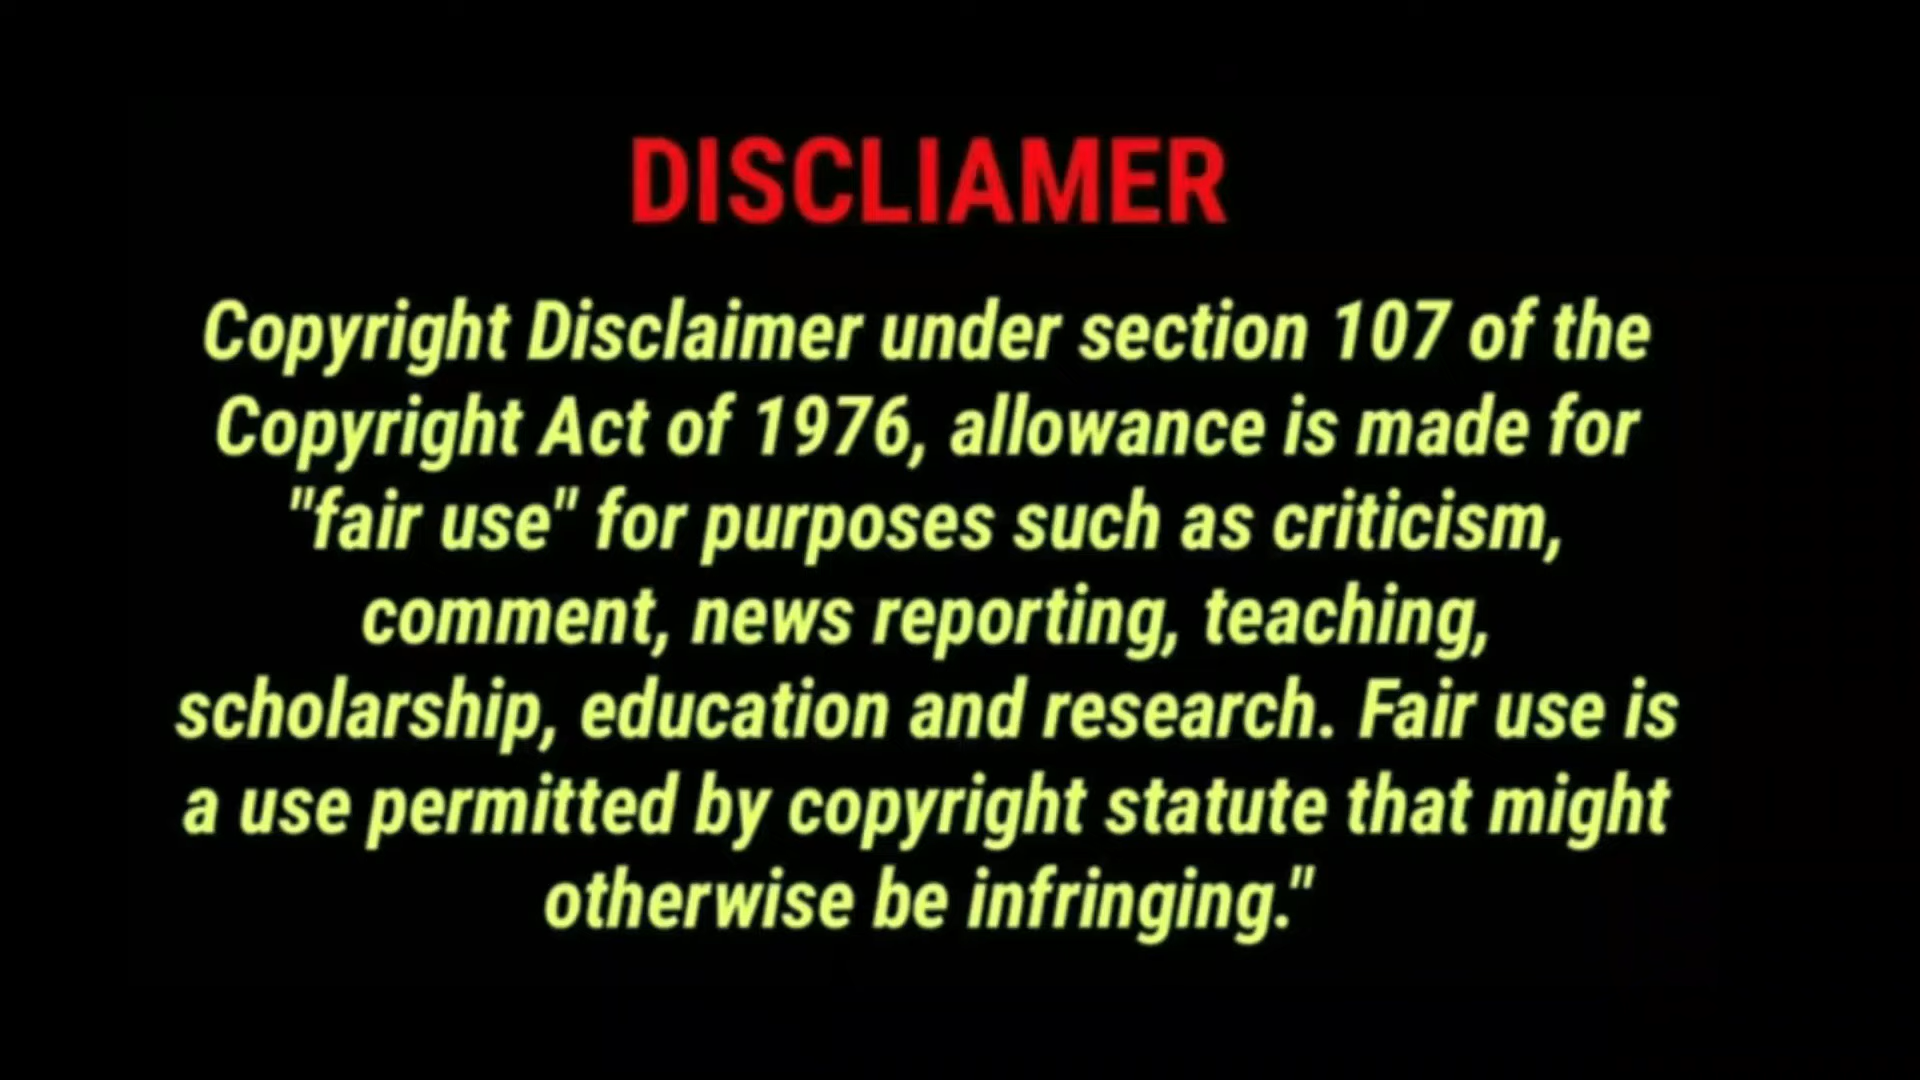 DISCLIAMER
Copyright Disclaimer under section 107 of the
Copyright Act of 1976, allowance is made for
"fair use" for purposes such as criticism,
comment, news reporting, teaching,
scholarship, education and research. Fair use is
a use permitted by copyright statute that might
otherwise be infringing."